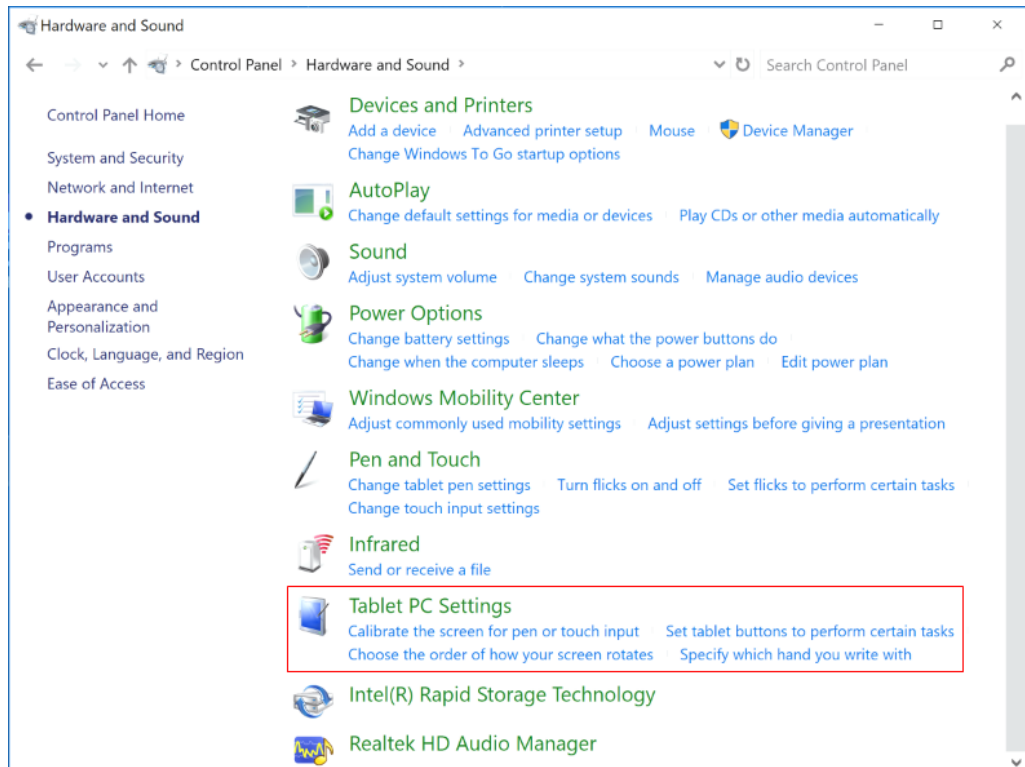 Hardware and Sound
Control Panel > Hardware and Sound >
Search Control Panel
Control Panel Home
System and Security
Network and Internet
Hardware and Sound
Programs
User Accounts
Appearance and
Personalization
Clock, Language, and Region
Ease of Access
Devices and Printers
Add a device Advanced printer setup Mouse Device Manager
Change Windows To Go startup options
AutoPlay
Change default settings for media or devices Play CDs or other media automatically
Sound
Adjust system volume Change system sounds Manage audio devices
Power Options
Change battery settings Change what the power buttons do
Change when the computer sleeps Choose a power plan Edit power plan
Windows Mobility Center
Adjust commonly used mobility settings Adjust settings before giving a presentation
Pen and Touch
Change tablet pen settings Turn flicks on and off Set flicks to perform certain tasks
Change touch input settings
Infrared
Send or receive a file
Tablet PC Settings
Calibrate the screen for pen or touch input Set tablet buttons to perform certain tasks
Choose the order of how your screen rotates Specify which hand you write with
Intel(R) Rapid Storage Technology
Realtek HD Audio Manager